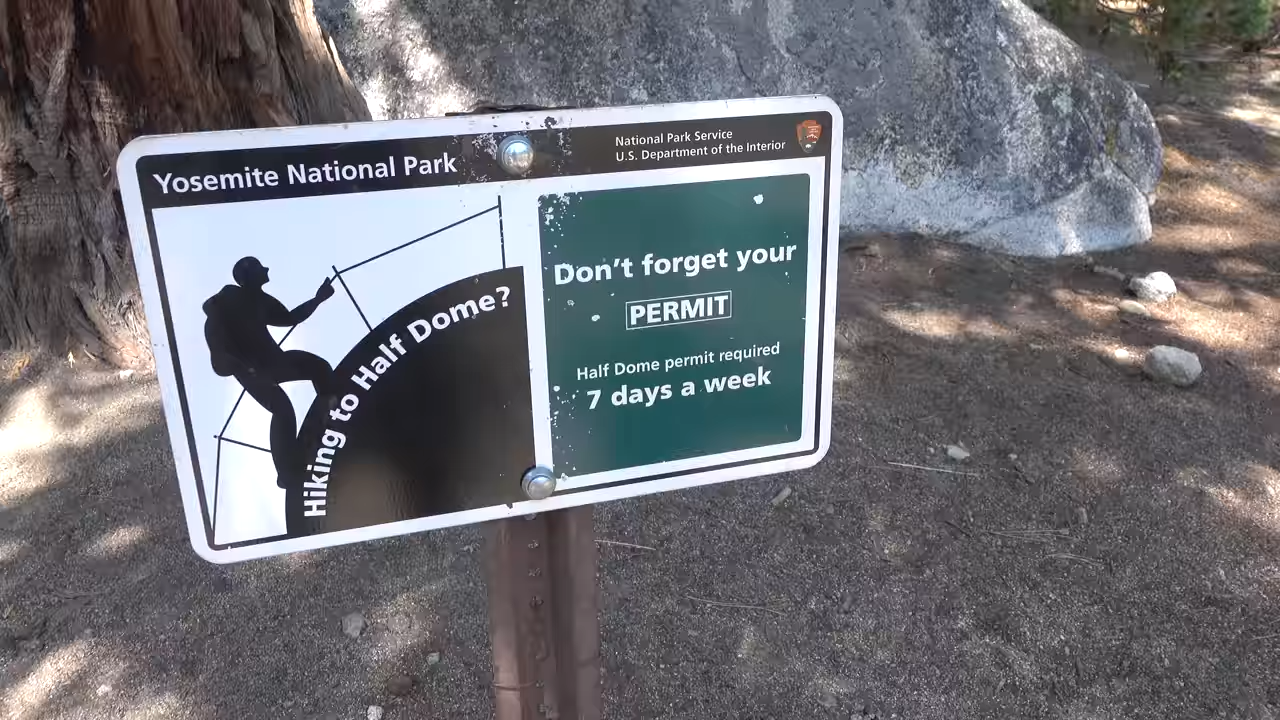 Yosemite National Park
National Park Service
U.S. Department of the Interior
Hiking to Half Dome?
Don't forget your
PERMIT
Half Dome permit required
7 days a week